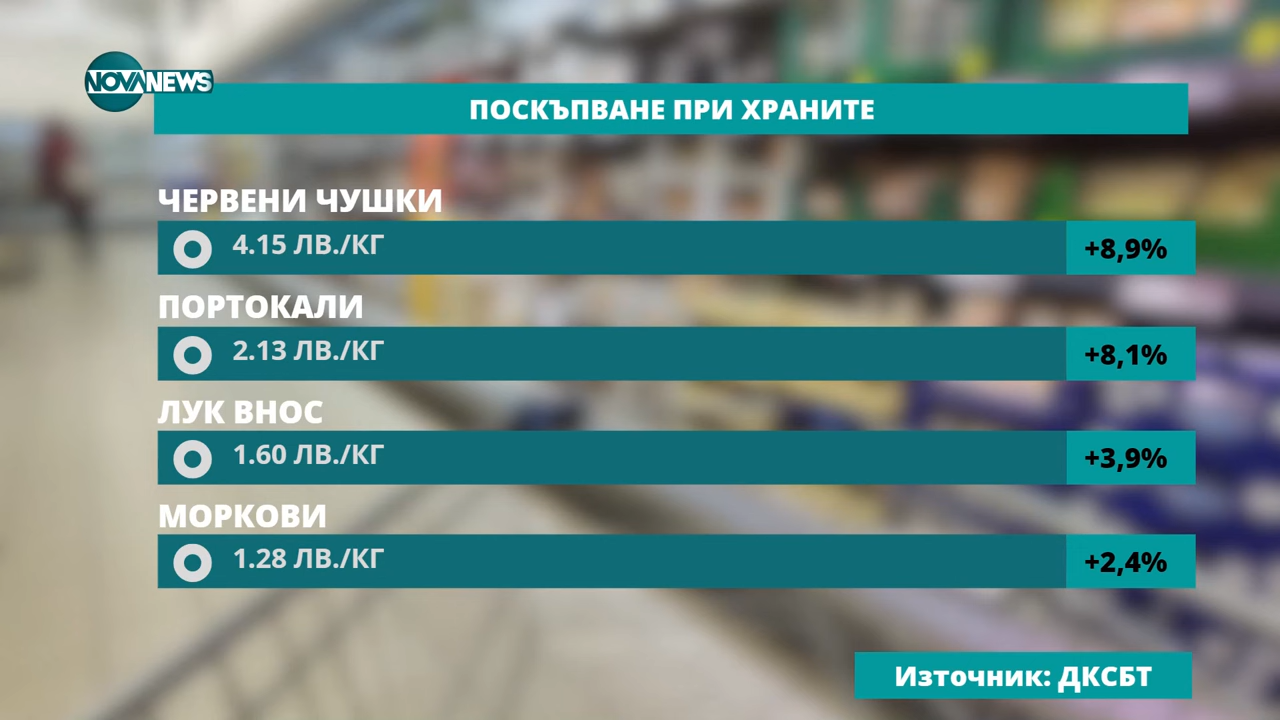 NOVANEWS
ПОСКЪПВАНЕ ПРИ ХРАНИТЕ
ЧЕРВЕНИ ЧУШКИ
4.15 ЛВ./КГ +8,9%
ПОРТОКАЛИ
2.13 ЛВ./КГ +8,1%
ЛУК ВНОС
1.60 ЛВ./КГ +3,9%
МОРКОВИ
1.28 ЛВ./КГ +2,4%
Източник: ДКСБТ